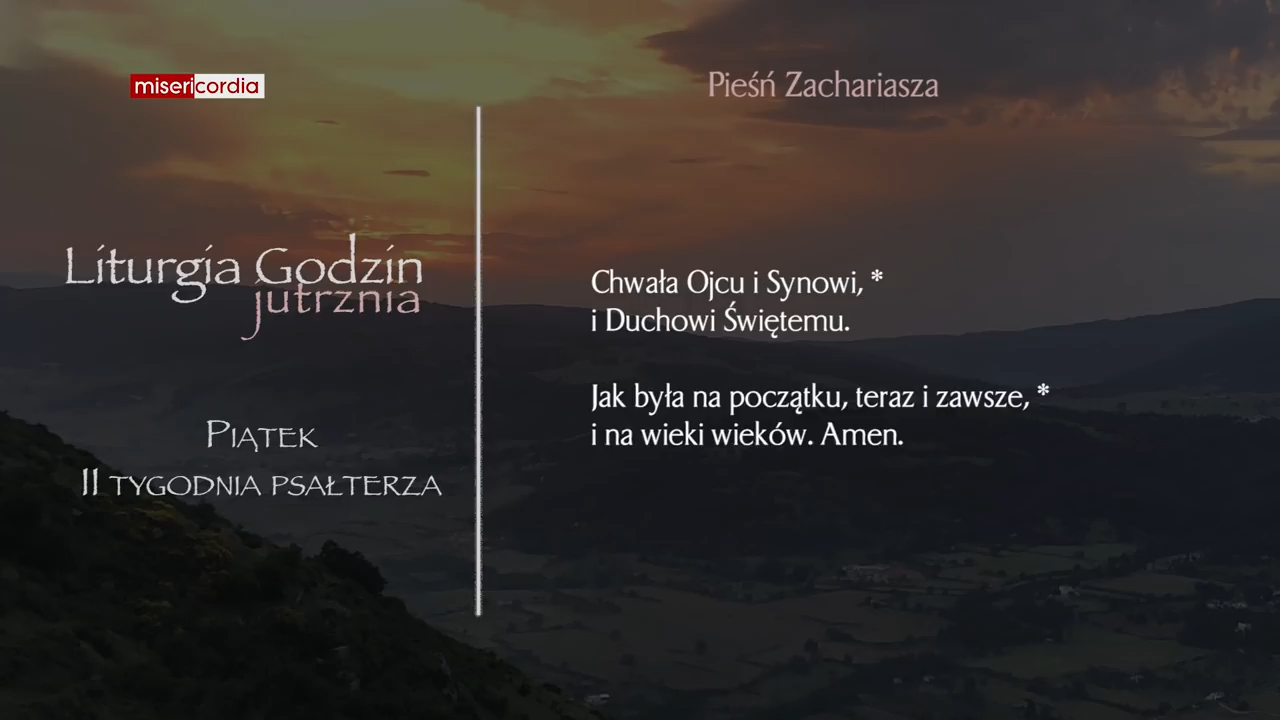 misericordia
Liturgia Godzin
jutrznia
Piątek
II tygodnia psałterza
Pieśń Zachariasza
Chwała Ojcu i Synowi, *
i Duchowi Świętemu.
Jak była na początku, teraz i zawsze, *
i na wieki wieków. Amen.